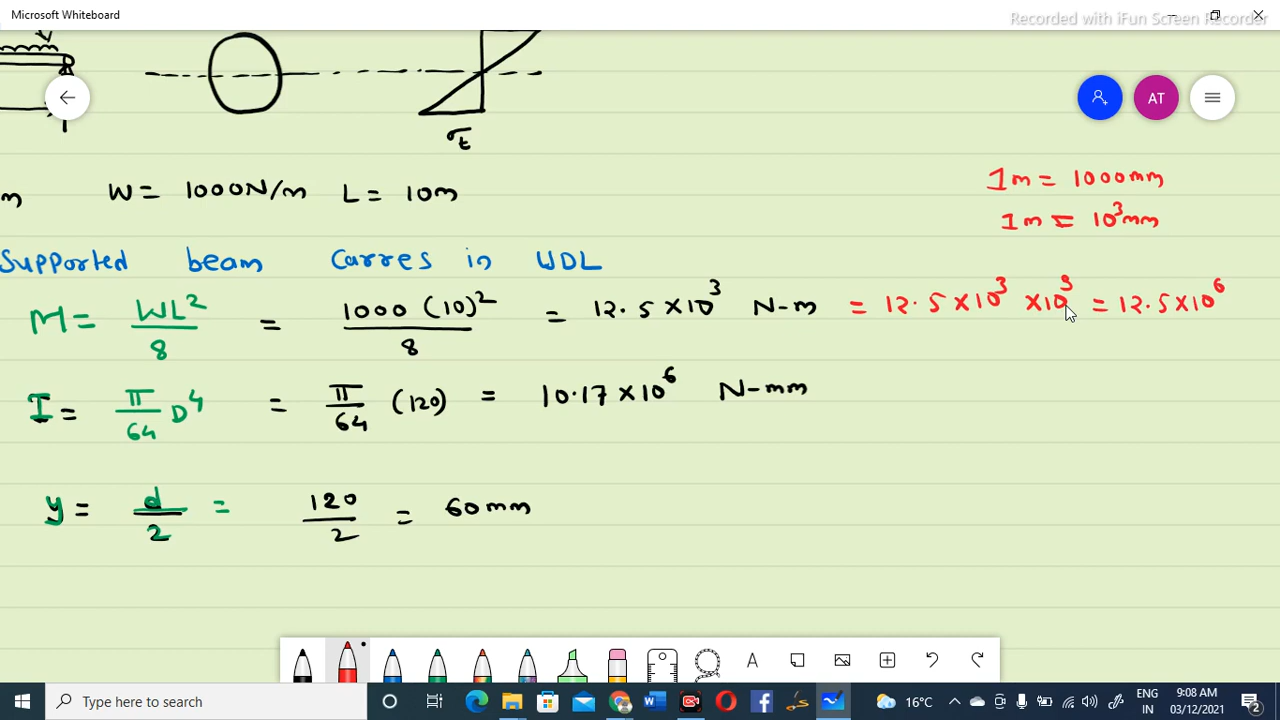 Microsoft Whiteboard
Recorded with iFun Screen Recorder
AT
σt
m W = 1000N/m L = 10m
1m = 1000mm
1m = 10³mm
Supported beam Carres in UDL
M = WL²/8 = 1000 (10)²/8 = 12.5 × 10³ N-m = 12.5 × 10³ × 10³ = 12.5 × 10⁶
I = π/64 D⁴ = π/64 (120) = 10.17 × 10⁶ N-mm
y = d/2 = 120/2 = 60mm
A
Type here to search
W
16°C
ENG
IN
9:08 AM
03/12/2021
2